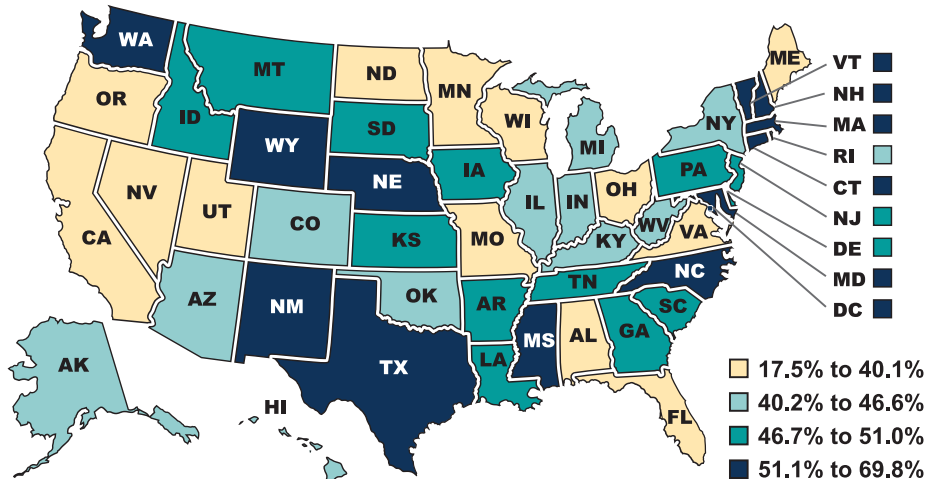 WA
MT
ND
MN
ME
VT
OR
ID
SD
WI
MI
NY
NH
WY
MA
IA
PA
RI
NE
NV
UT
CO
IL
IN
OH
CT
CA
KS
MO
WV
VA
NJ
KY
DE
AZ
NM
OK
AR
TN
NC
MD
SC
DC
MS
AL
GA
AK
TX
LA
FL
HI
17.5% to 40.1%
40.2% to 46.6%
46.7% to 51.0%
51.1% to 69.8%